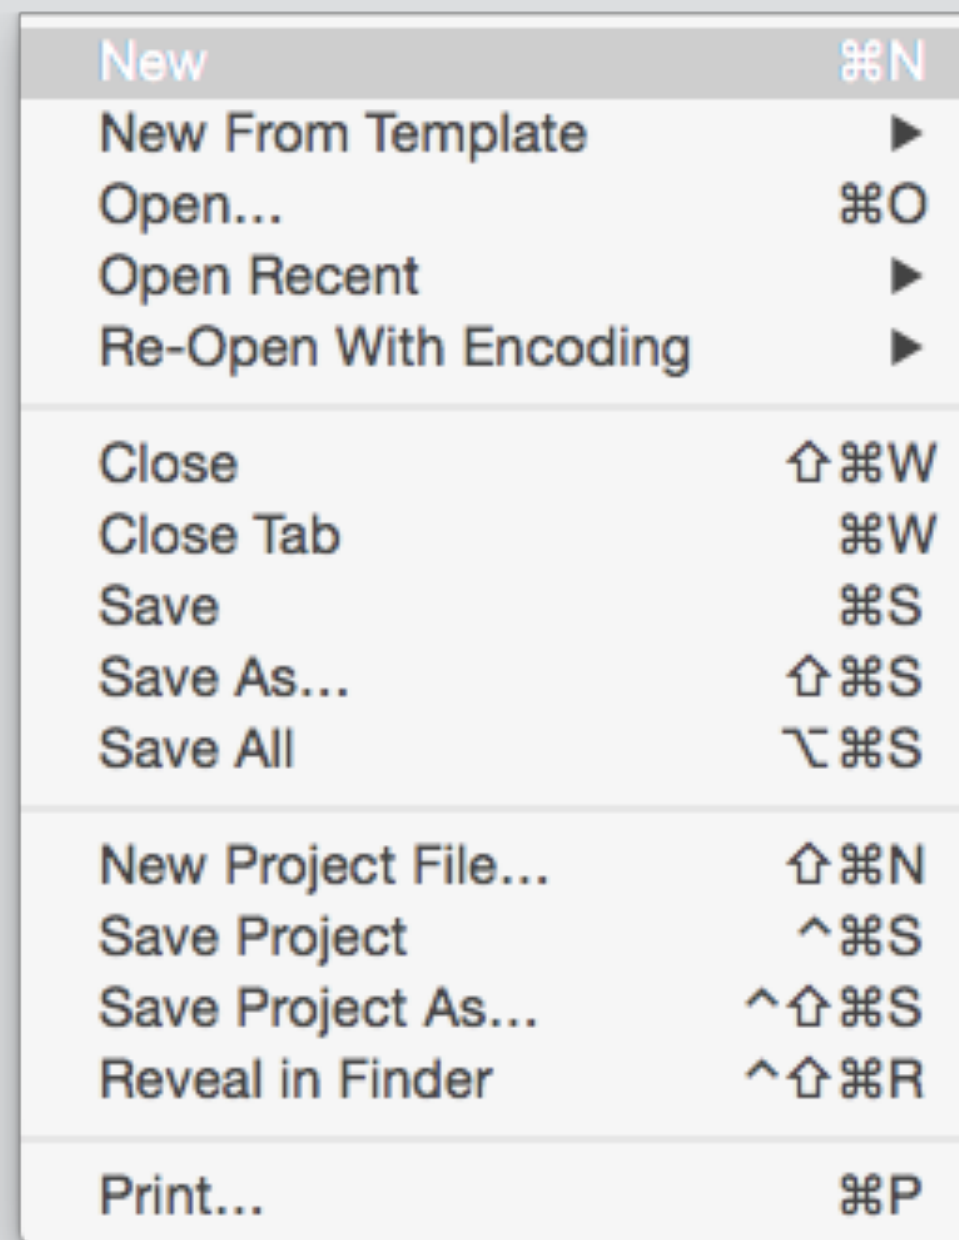 New ⌘N
New From Template ▶
Open... ⌘O
Open Recent ▶
Re-Open With Encoding ▶
Close ⇧⌘W
Close Tab ⌘W
Save ⌘S
Save As... ⇧⌘S
Save All ⌥⌘S
New Project File... ⇧⌘N
Save Project ^⌘S
Save Project As... ^⇧⌘S
Reveal in Finder ^⇧⌘R
Print... ⌘P